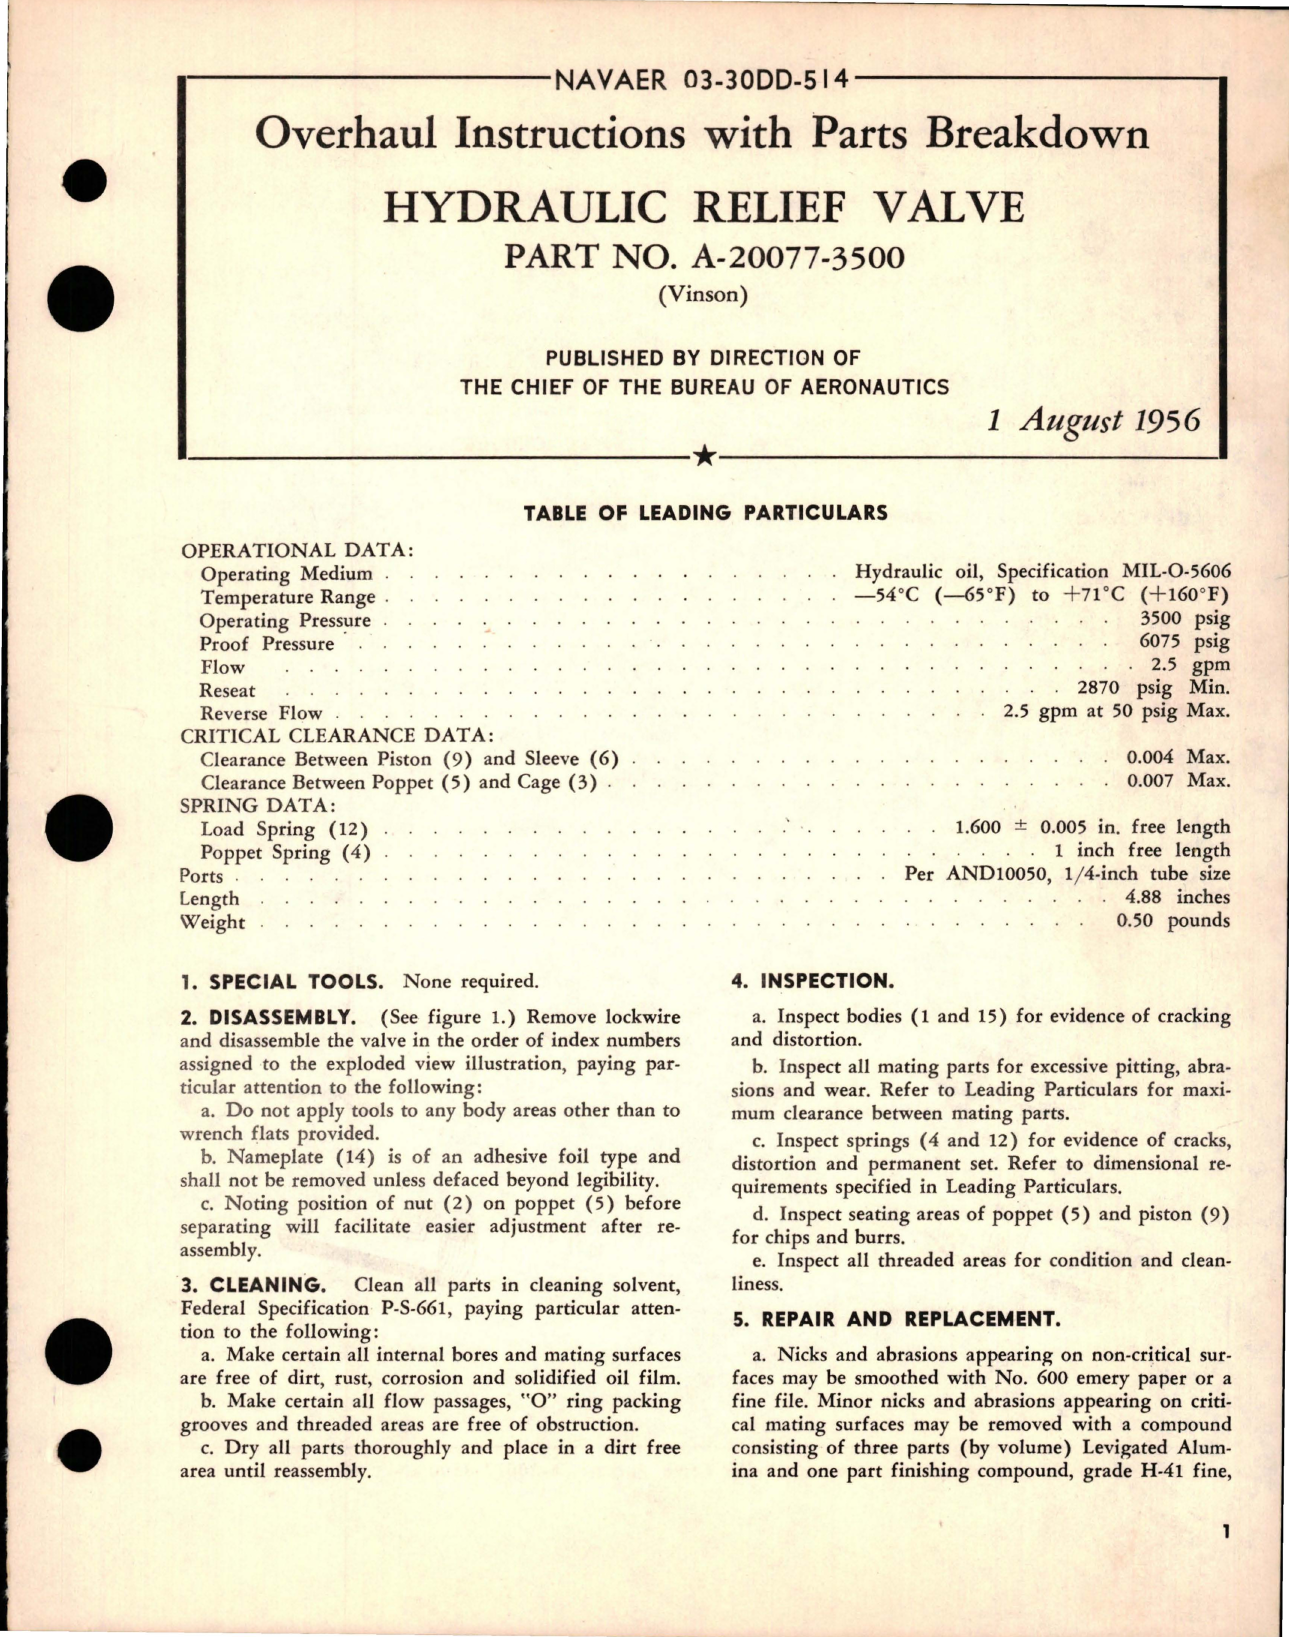 NAVAER 03-30DD-514
Overhaul Instructions with Parts Breakdown
HYDRAULIC RELIEF VALVE
PART NO. A-20077-3500
(Vinson)
PUBLISHED BY DIRECTION OF
THE CHIEF OF THE BUREAU OF AERONAUTICS
1 August 1956
TABLE OF LEADING PARTICULARS
OPERATIONAL DATA:
Operating Medium . . . . . . . . . . . . . . . . . . . Hydraulic oil, Specification MIL-O-5606
Temperature Range . . . . . . . . . . . . . . . . . . . —54°C (—65°F) to +71°C (+160°F)
Operating Pressure . . . . . . . . . . . . . . . . . . . . . . . . . . . . . . 3500 psig
Proof Pressure . . . . . . . . . . . . . . . . . . . . . . . . . . . . . . . 6075 psig
Flow . . . . . . . . . . . . . . . . . . . . . . . . . . . . . . . . . . . 2.5 gpm
Reseat . . . . . . . . . . . . . . . . . . . . . . . . . . . . . . . . 2870 psig Min.
Reverse Flow . . . . . . . . . . . . . . . . . . . . . . . . . . . 2.5 gpm at 50 psig Max.
CRITICAL CLEARANCE DATA:
Clearance Between Piston (9) and Sleeve (6) . . . . . . . . . . . . . . . . . . . . 0.004 Max.
Clearance Between Poppet (5) and Cage (3) . . . . . . . . . . . . . . . . . . . . . 0.007 Max.
SPRING DATA:
Load Spring (12) . . . . . . . . . . . . . . . . . . . . . . . 1.600 ± 0.005 in. free length
Poppet Spring (4) . . . . . . . . . . . . . . . . . . . . . . . . . . . 1 inch free length
Ports . . . . . . . . . . . . . . . . . . . . . . . . . . . Per AND10050, 1/4-inch tube size
Length . . . . . . . . . . . . . . . . . . . . . . . . . . . . . . . . . . . 4.88 inches
Weight . . . . . . . . . . . . . . . . . . . . . . . . . . . . . . . . . . 0.50 pounds
1. SPECIAL TOOLS. None required.
2. DISASSEMBLY. (See figure 1.) Remove lockwire
and disassemble the valve in the order of index numbers
assigned to the exploded view illustration, paying par-
ticular attention to the following:
a. Do not apply tools to any body areas other than to
wrench flats provided.
b. Nameplate (14) is of an adhesive foil type and
shall not be removed unless defaced beyond legibility.
c. Noting position of nut (2) on poppet (5) before
separating will facilitate easier adjustment after re-
assembly.
3. CLEANING. Clean all parts in cleaning solvent,
Federal Specification P-S-661, paying particular atten-
tion to the following:
a. Make certain all internal bores and mating surfaces
are free of dirt, rust, corrosion and solidified oil film.
b. Make certain all flow passages, "O" ring packing
grooves and threaded areas are free of obstruction.
c. Dry all parts thoroughly and place in a dirt free
area until reassembly.
4. INSPECTION.
a. Inspect bodies (1 and 15) for evidence of cracking
and distortion.
b. Inspect all mating parts for excessive pitting, abra-
sions and wear. Refer to Leading Particulars for maxi-
mum clearance between mating parts.
c. Inspect springs (4 and 12) for evidence of cracks,
distortion and permanent set. Refer to dimensional re-
quirements specified in Leading Particulars.
d. Inspect seating areas of poppet (5) and piston (9)
for chips and burrs.
e. Inspect all threaded areas for condition and clean-
liness.
5. REPAIR AND REPLACEMENT.
a. Nicks and abrasions appearing on non-critical sur-
faces may be smoothed with No. 600 emery paper or a
fine file. Minor nicks and abrasions appearing on criti-
cal mating surfaces may be removed with a compound
consisting of three parts (by volume) Levigated Alum-
ina and one part finishing compound, grade H-41 fine,
1